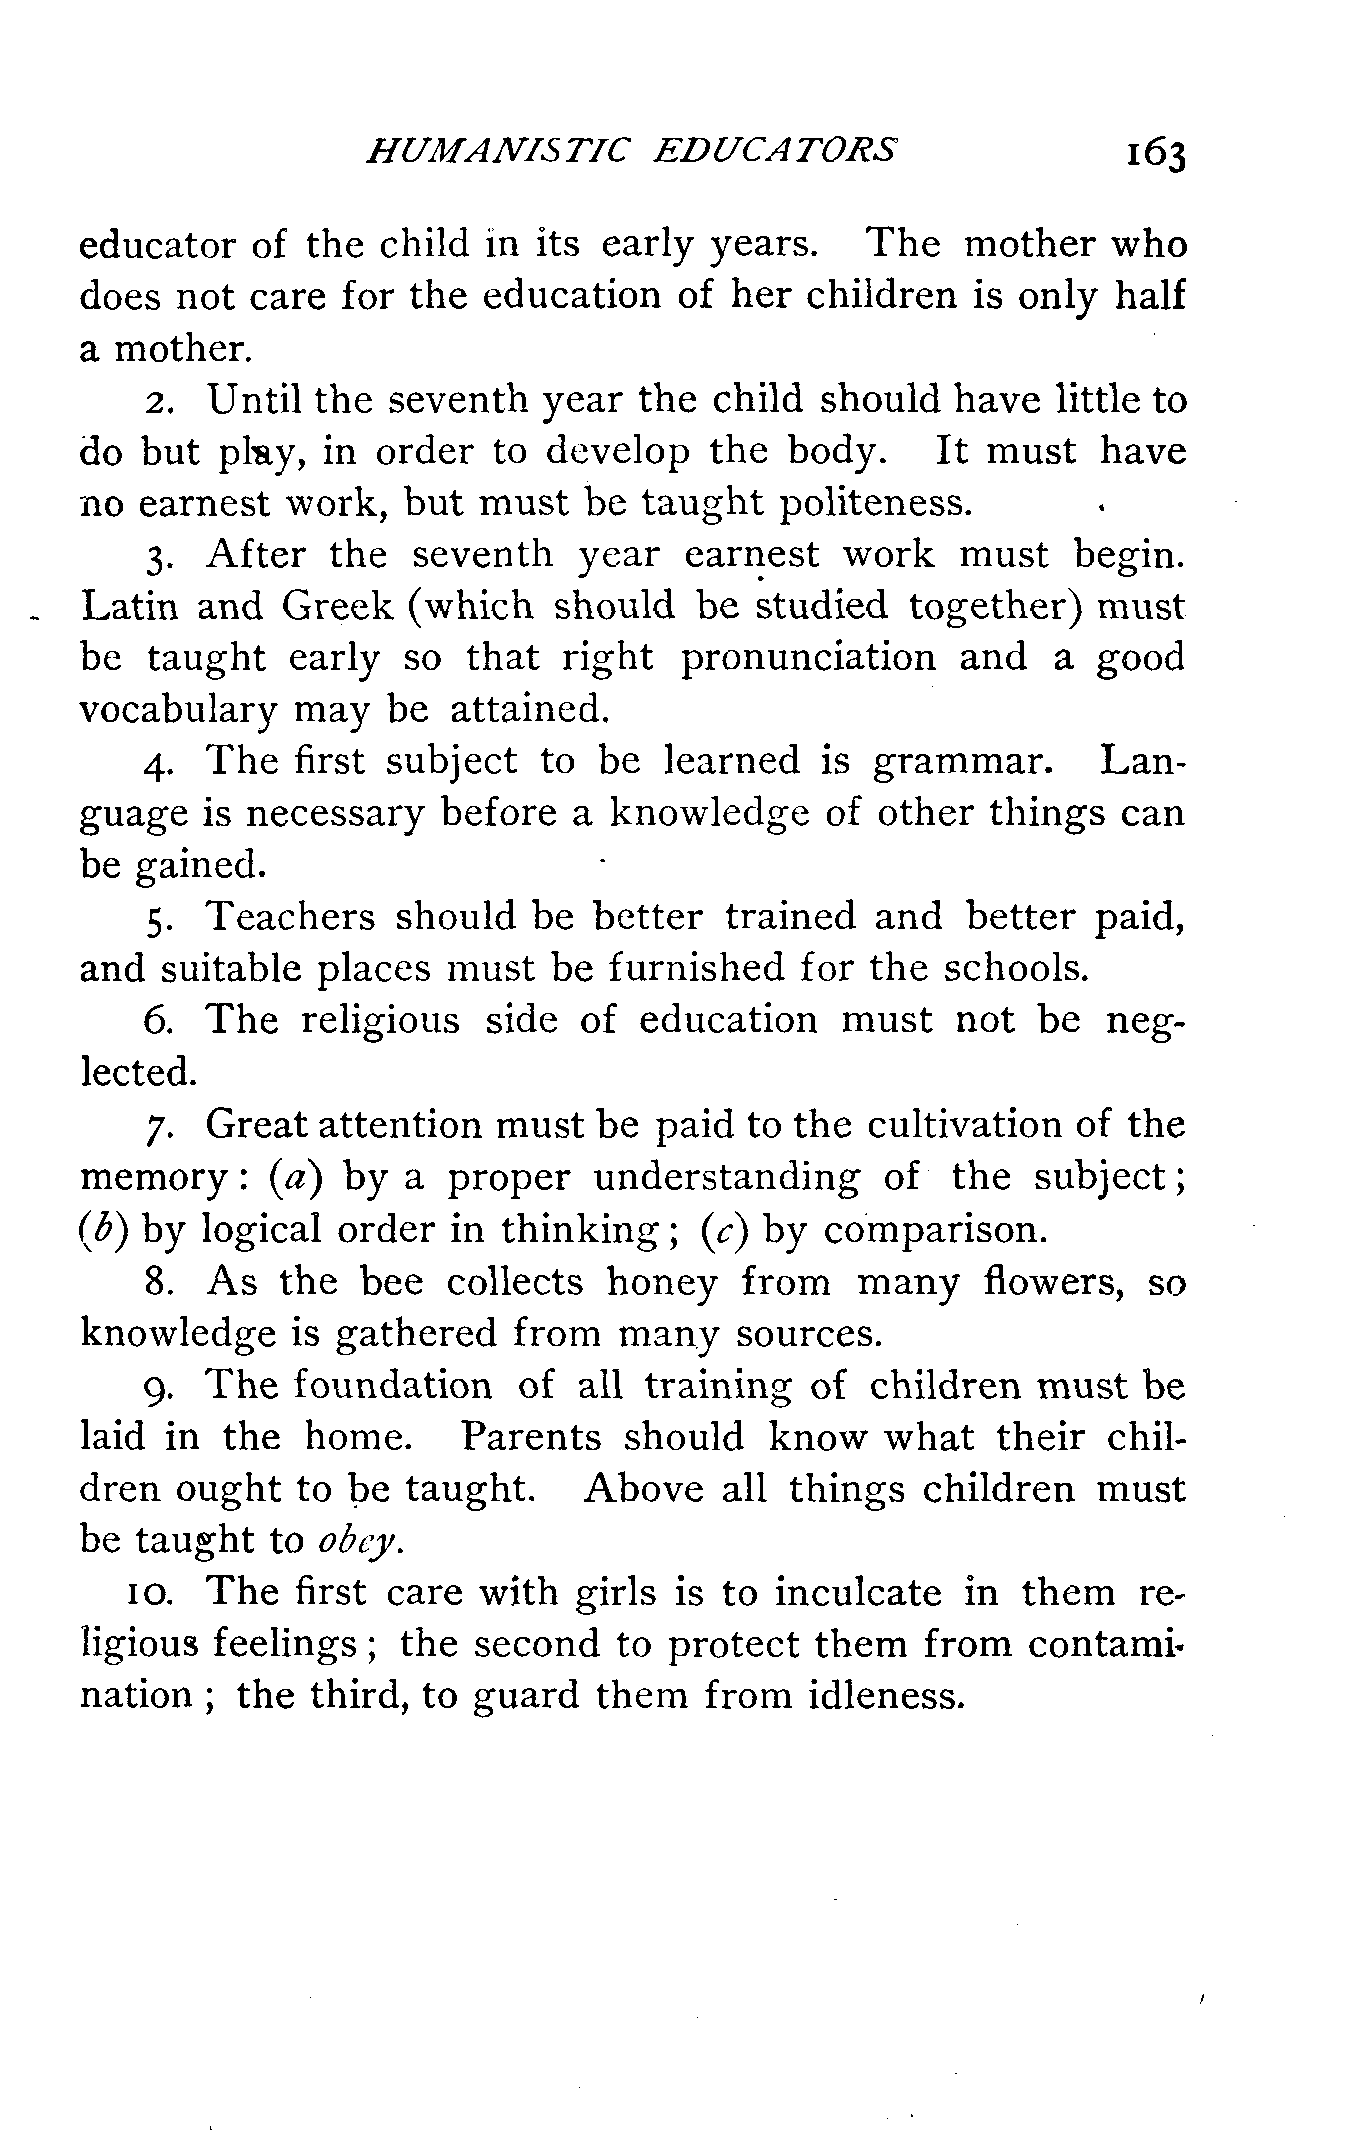 HUMANISTIC EDUCATORS 163
educator of the child in its early years. The mother who
does not care for the education of her children is only half
a mother.
2. Until the seventh year the child should have little to
do but play, in order to develop the body. It must have
no earnest work, but must be taught politeness.
3. After the seventh year earnest work must begin.
Latin and Greek (which should be studied together) must
be taught early so that right pronunciation and a good
vocabulary may be attained.
4. The first subject to be learned is grammar. Lan-
guage is necessary before a knowledge of other things can
be gained.
5. Teachers should be better trained and better paid,
and suitable places must be furnished for the schools.
6. The religious side of education must not be neg-
lected.
7. Great attention must be paid to the cultivation of the
memory : (a) by a proper understanding of the subject ;
(b) by logical order in thinking ; (c) by comparison.
8. As the bee collects honey from many flowers, so
knowledge is gathered from many sources.
9. The foundation of all training of children must be
laid in the home. Parents should know what their chil-
dren ought to be taught. Above all things children must
be taught to obey.
10. The first care with girls is to inculcate in them re-
ligious feelings ; the second to protect them from contami-
nation ; the third, to guard them from idleness.